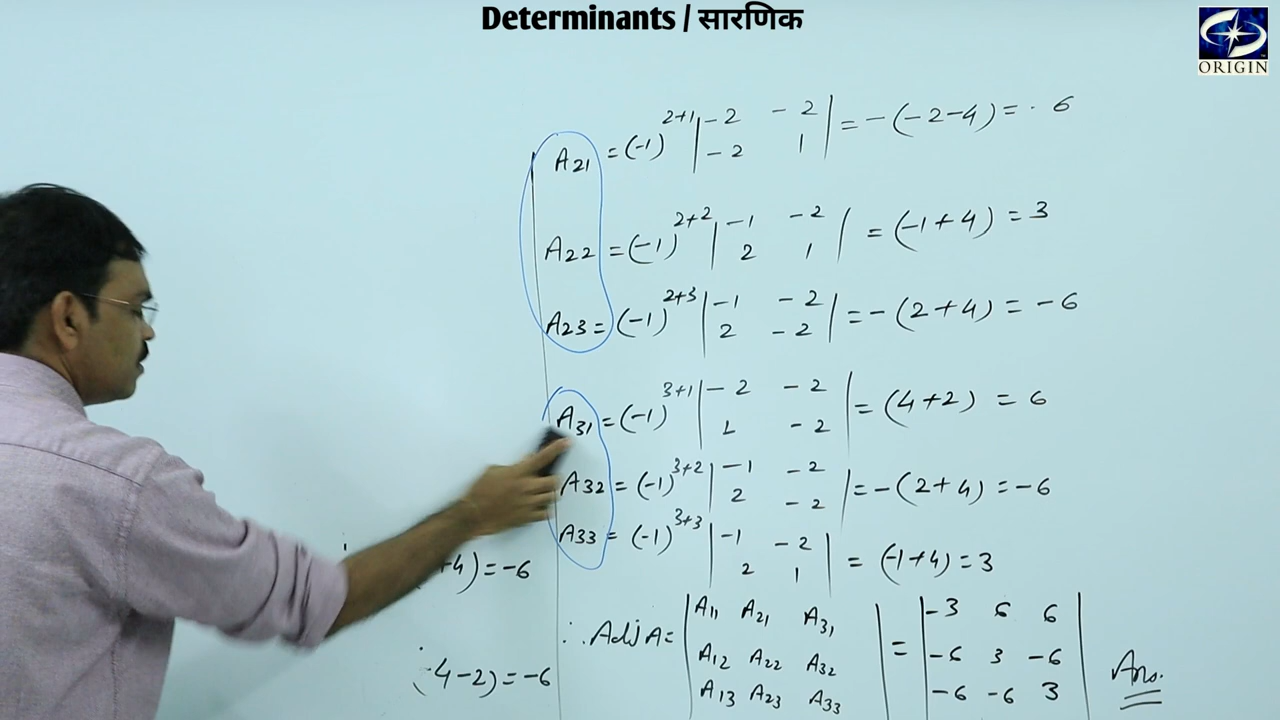 Determinants / सारणिक
ORIGIN
A21 = (-1)^2+1 |-2 -2| = -(-2-4) = 6
|-2 1|
A22 = (-1)^2+2 |-1 -2| = (-1+4) = 3
|2 1|
A23 = (-1)^2+3 |-1 -2| = -(2+4) = -6
|2 -2|
A31 = (-1)^3+1 |-2 -2| = (4+2) = 6
|1 -2|
A32 = (-1)^3+2 |-1 -2| = -(2+4) = -6
|2 -2|
A33 = (-1)^3+3 |-1 -2| = (-1+4) = 3
|2 1|
+4) = -6
-4-2) = -6
∴ Adj A = |A11 A21 A31| = |-3 6 6|
|A12 A22 A32| |-6 3 -6| Ans.
|A13 A23 A33| |-6 -6 3|